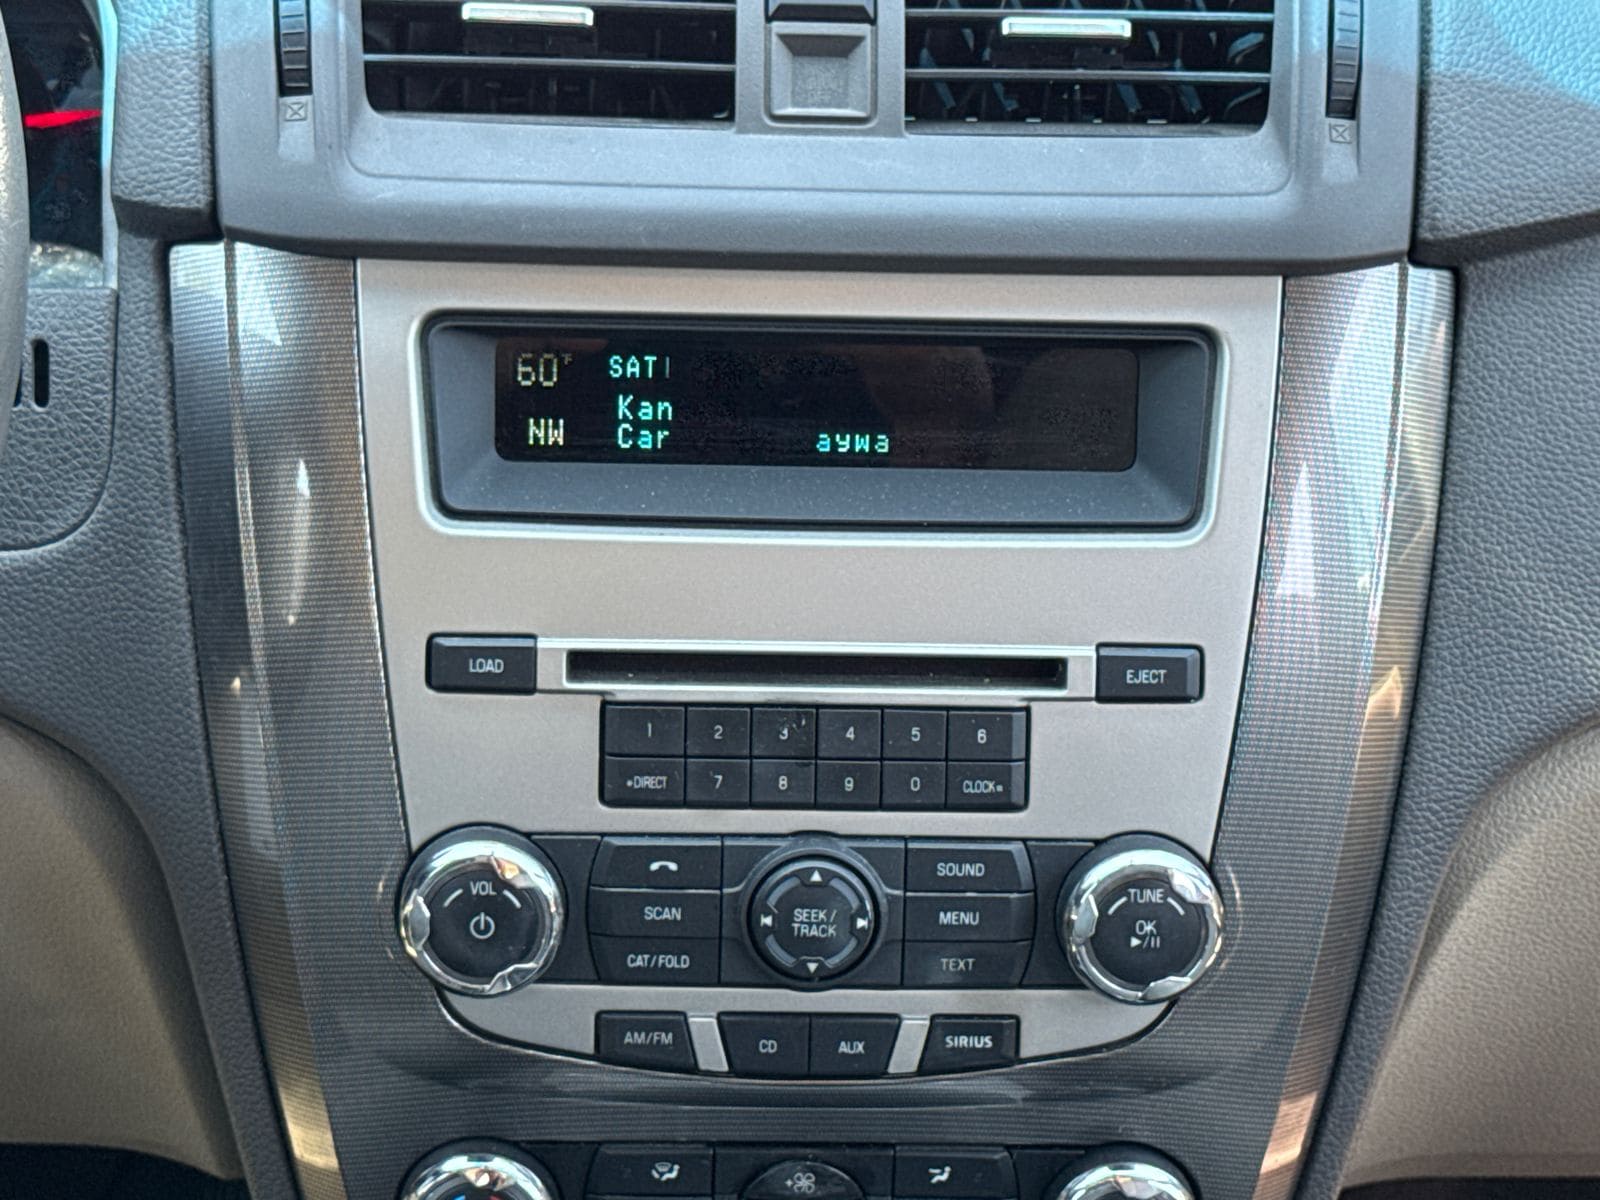 60°F SAT1
Kan
NW Car aywa
LOAD
EJECT
1 2 3 4 5 6
*DIRECT 7 8 9 0 CLOCK
VOL
SCAN
CAT/FOLD
SEEK/
TRACK
SOUND
MENU
TEXT
TUNE
OK
AM/FM CD AUX SIRIUS